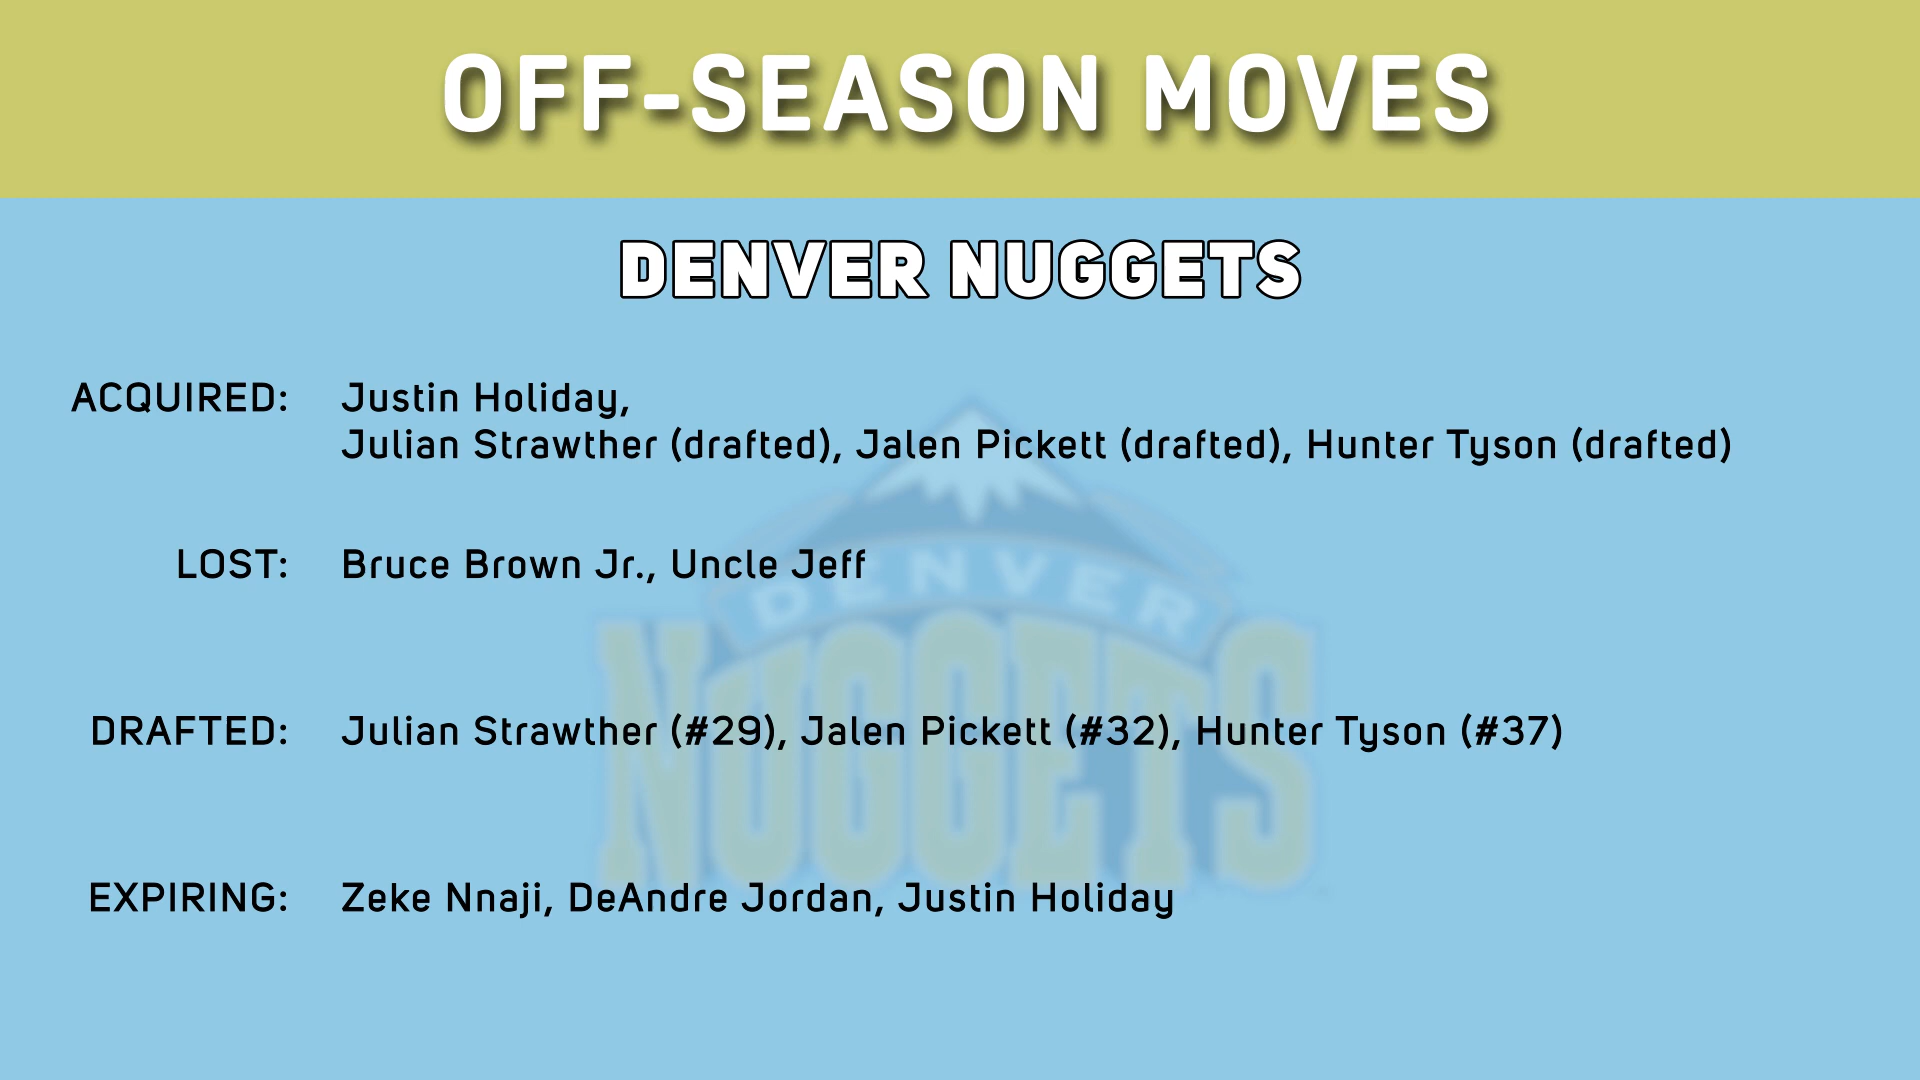 OFF-SEASON MOVES
DENVER NUGGETS
ACQUIRED: Justin Holiday,
Julian Strawther (drafted), Jalen Pickett (drafted), Hunter Tyson (drafted)
LOST: Bruce Brown Jr., Uncle Jeff
DENVER
NUGGETS
DRAFTED: Julian Strawther (#29), Jalen Pickett (#32), Hunter Tyson (#37)
EXPIRING: Zeke Nnaji, DeAndre Jordan, Justin Holiday